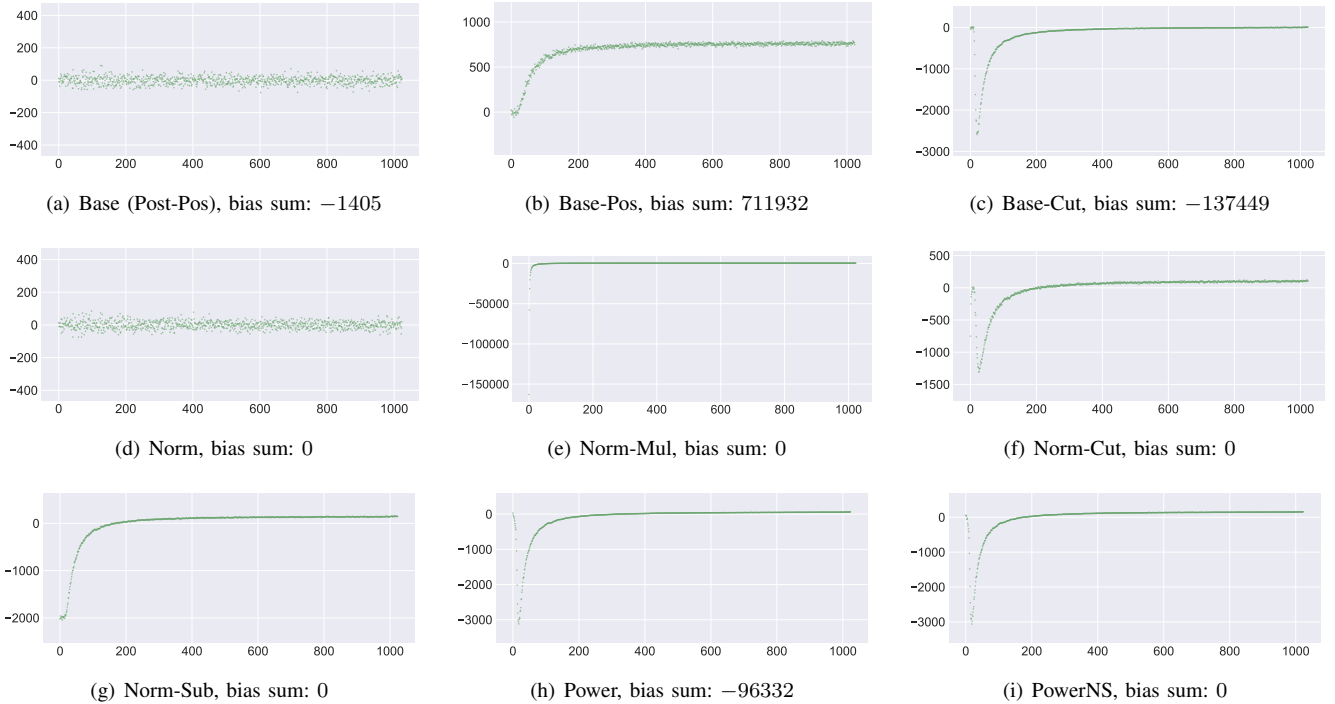 400
200
0
−200
−400
0 200 400 600 800 1000
(a) Base (Post-Pos), bias sum: −1405
1000
500
0
0 200 400 600 800 1000
(b) Base-Pos, bias sum: 711932
0
−1000
−2000
−3000
0 200 400 600 800 1000
(c) Base-Cut, bias sum: −137449
400
200
0
−200
−400
0 200 400 600 800 1000
(d) Norm, bias sum: 0
0
−50000
−100000
−150000
0 200 400 600 800 1000
(e) Norm-Mul, bias sum: 0
500
0
−500
−1000
−1500
0 200 400 600 800 1000
(f) Norm-Cut, bias sum: 0
0
−1000
−2000
0 200 400 600 800 1000
(g) Norm-Sub, bias sum: 0
0
−1000
−2000
−3000
0 200 400 600 800 1000
(h) Power, bias sum: −96332
0
−1000
−2000
−3000
0 200 400 600 800 1000
(i) PowerNS, bias sum: 0